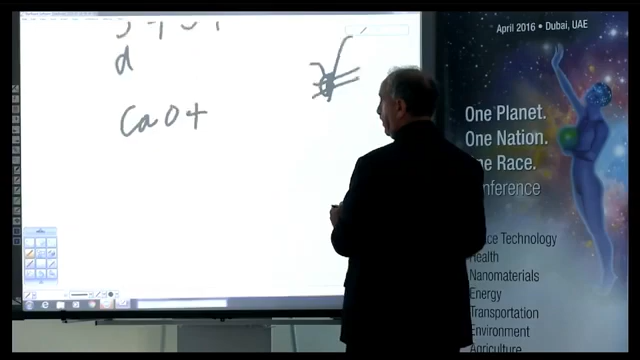 April 2016 • Dubai, UAE
d
CaO+
One Planet.
One Nation.
One Race.
Conference
Space Technology
Health
Nanomaterials
Energy
Transportation
Environment
Agriculture